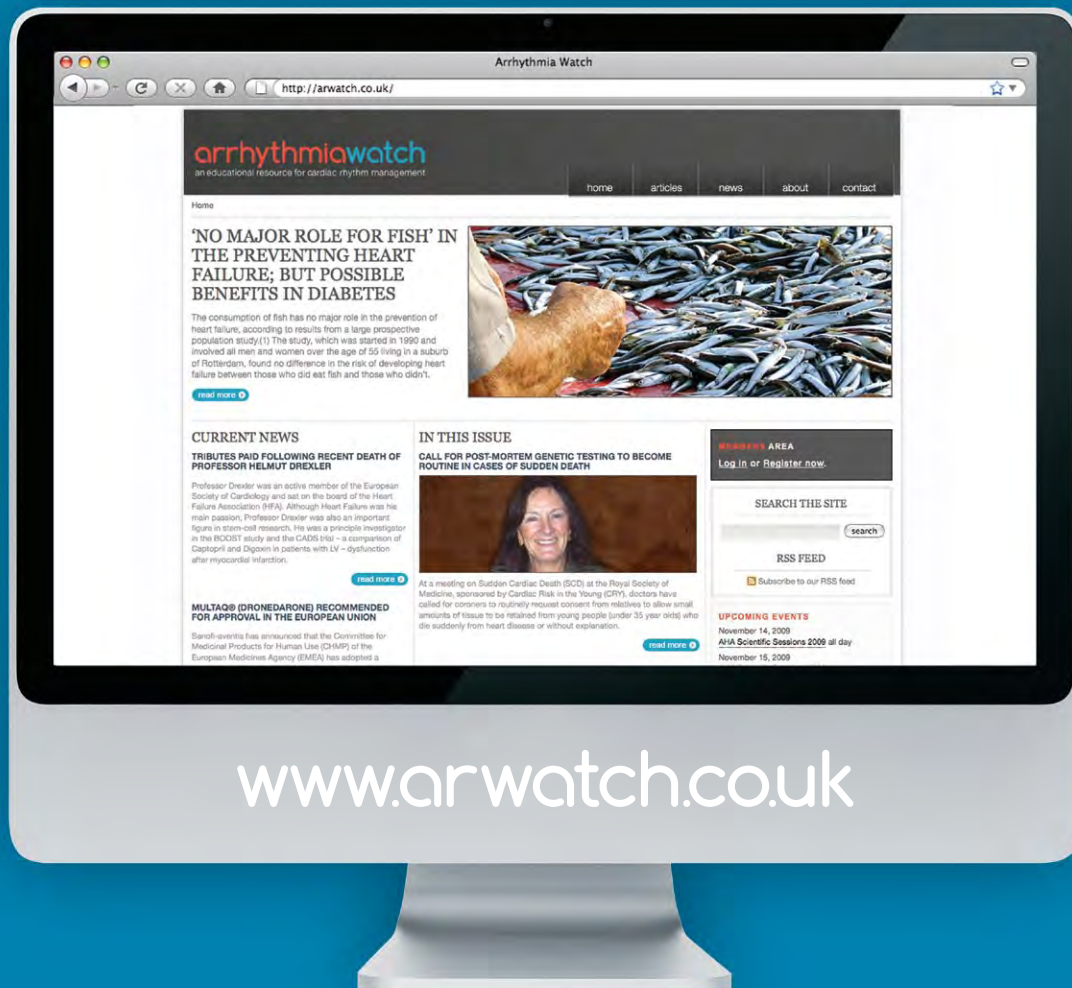 Arrhythmia Watch
http://arwatch.co.uk/
arrhythmiawatch
an educational resource for cardiac rhythm management
home articles news about contact
Home
‘NO MAJOR ROLE FOR FISH’ IN
THE PREVENTING HEART
FAILURE; BUT POSSIBLE
BENEFITS IN DIABETES
The consumption of fish has no major role in the prevention of
heart failure, according to results from a large prospective
population study.(1) The study, which was started in 1990 and
involved all men and women over the age of 55 living in a suburb
of Rotterdam, found no difference in the risk of developing heart
failure between those who did eat fish and those who didn't.
read more
CURRENT NEWS
TRIBUTES PAID FOLLOWING RECENT DEATH OF
PROFESSOR HELMUT DREXLER
Professor Drexler was an active member of the European
Society of Cardiology and sat on the board of the Heart
Failure Association (HFA). Although Heart Failure was his
main passion, Professor Drexler was also an important
figure in stem-cell research. He was a principle investigator
in the BOOST study and the CADS trial – a comparison of
Captopril and Digoxin in patients with LV – dysfunction
after myocardial infarction.
read more
MULTAQ® (DRONEDARONE) RECOMMENDED
FOR APPROVAL IN THE EUROPEAN UNION
Sanofi-aventis has announced that the Committee for
Medicinal Products for Human Use (CHMP) of the
European Medicines Agency (EMEA) has adopted a
IN THIS ISSUE
CALL FOR POST-MORTEM GENETIC TESTING TO BECOME
ROUTINE IN CASES OF SUDDEN DEATH
At a meeting on Sudden Cardiac Death (SCD) at the Royal Society of
Medicine, sponsored by Cardiac Risk in the Young (CRY), doctors have
called for coroners to routinely request consent from relatives to allow small
amounts of tissue to be retained from young people (under 35 year olds) who
die suddenly from heart disease or without explanation.
read more
MEMBERS AREA
Log In or Register now.
SEARCH THE SITE
search
RSS FEED
Subscribe to our RSS feed
UPCOMING EVENTS
November 14, 2009
AHA Scientific Sessions 2009 all day
November 15, 2009
www.arwatch.co.uk